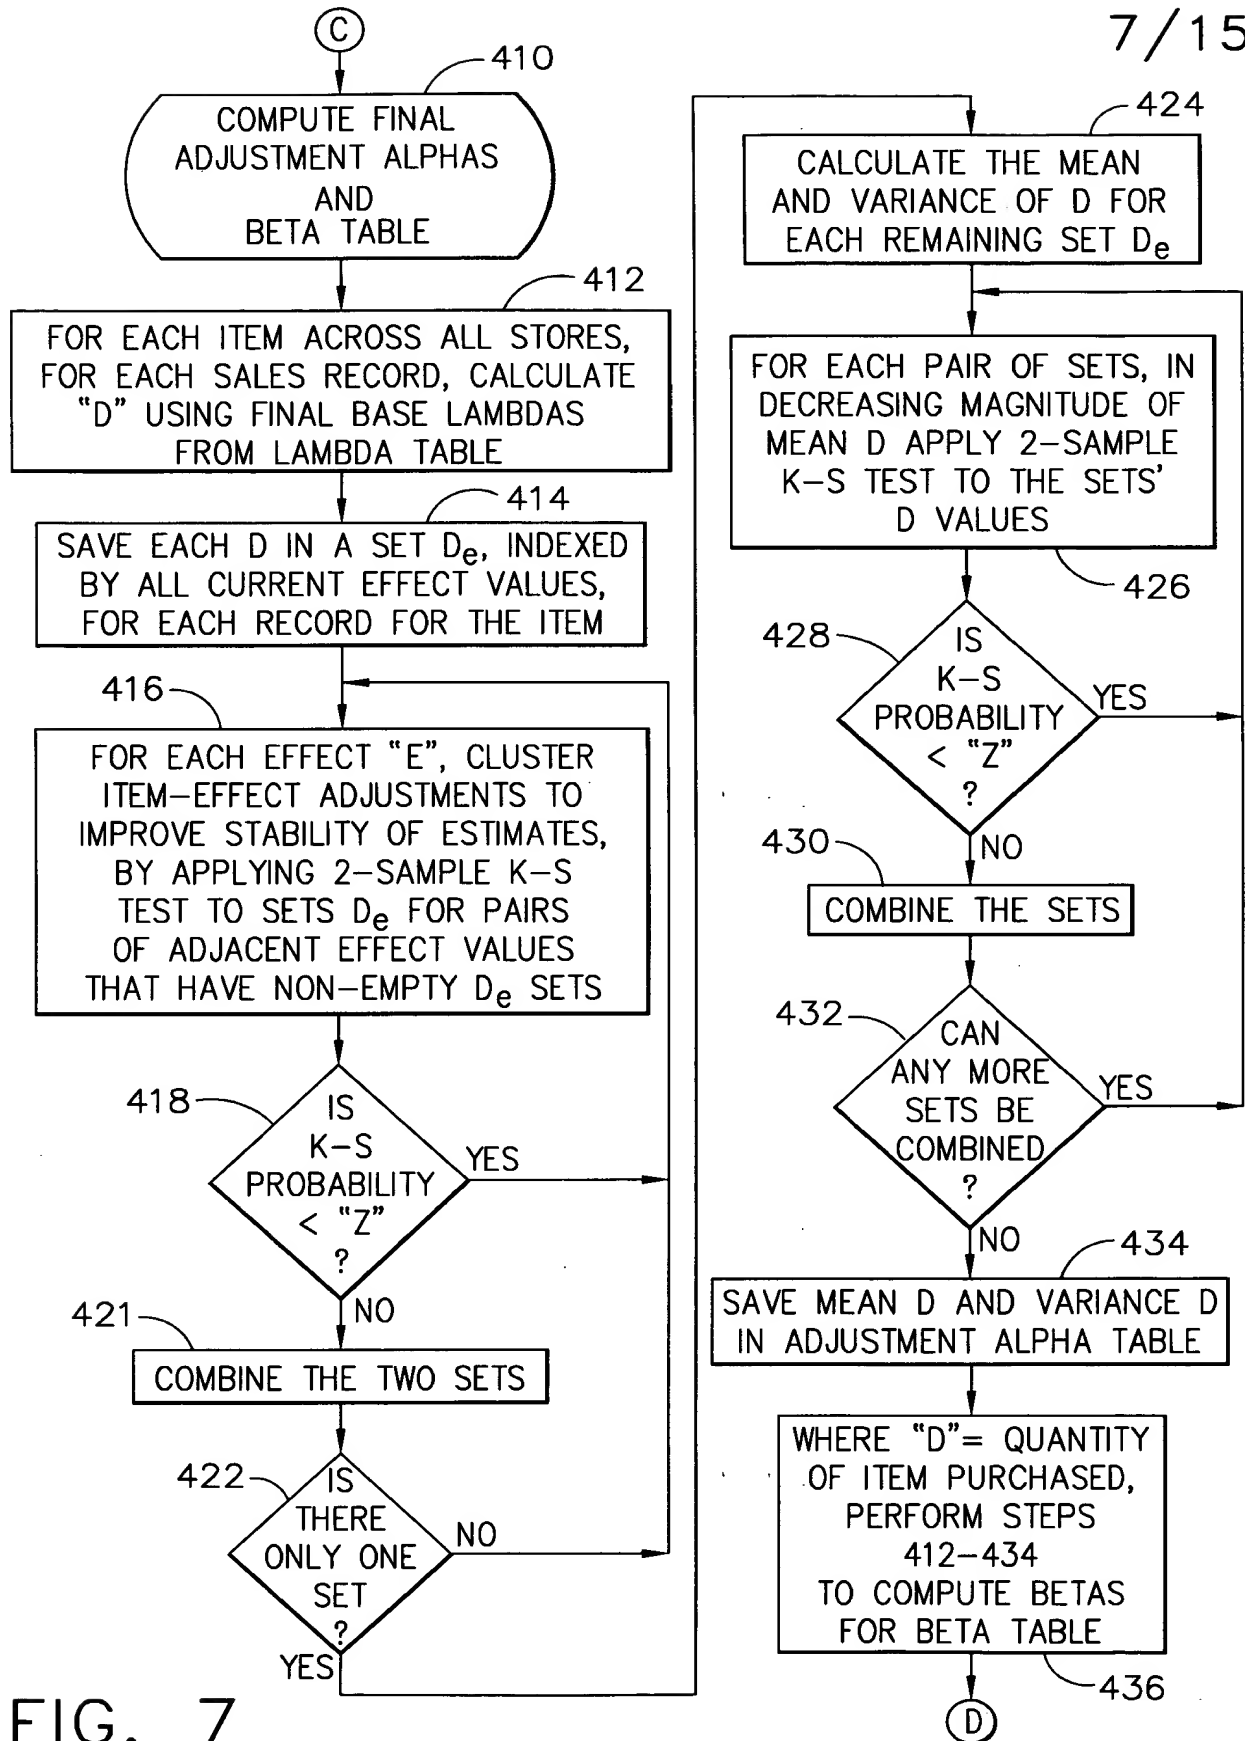 7/15
C
410
COMPUTE FINAL
ADJUSTMENT ALPHAS
AND
BETA TABLE
412
FOR EACH ITEM ACROSS ALL STORES,
FOR EACH SALES RECORD, CALCULATE
"D" USING FINAL BASE LAMBDAS
FROM LAMBDA TABLE
414
SAVE EACH D IN A SET De, INDEXED
BY ALL CURRENT EFFECT VALUES,
FOR EACH RECORD FOR THE ITEM
416
FOR EACH EFFECT "E", CLUSTER
ITEM-EFFECT ADJUSTMENTS TO
IMPROVE STABILITY OF ESTIMATES,
BY APPLYING 2-SAMPLE K-S
TEST TO SETS De FOR PAIRS
OF ADJACENT EFFECT VALUES
THAT HAVE NON-EMPTY De SETS
418
IS
K-S
PROBABILITY
< "Z"
?
YES
NO
421
COMBINE THE TWO SETS
422
IS
THERE
ONLY ONE
SET
?
NO
YES
424
CALCULATE THE MEAN
AND VARIANCE OF D FOR
EACH REMAINING SET De
FOR EACH PAIR OF SETS, IN
DECREASING MAGNITUDE OF
MEAN D APPLY 2-SAMPLE
K-S TEST TO THE SETS'
D VALUES
426
428
IS
K-S
PROBABILITY
< "Z"
?
YES
NO
430
COMBINE THE SETS
432
CAN
ANY MORE
SETS BE
COMBINED
?
YES
NO
434
SAVE MEAN D AND VARIANCE D
IN ADJUSTMENT ALPHA TABLE
WHERE "D"= QUANTITY
OF ITEM PURCHASED,
PERFORM STEPS
412-434
TO COMPUTE BETAS
FOR BETA TABLE
436
D
FIG. 7